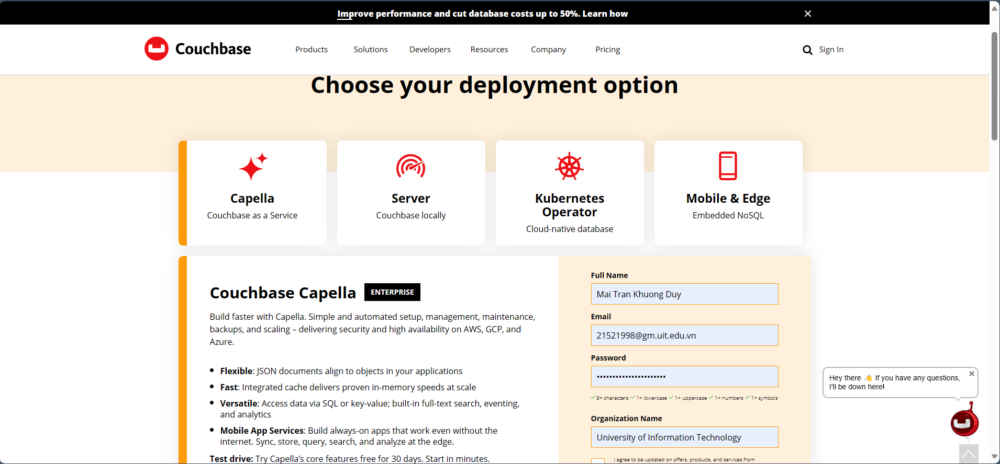 Improve performance and cut database costs up to 50%. Learn how
Couchbase
Products
Solutions
Developers
Resources
Company
Pricing
Sign In
Choose your deployment option
Capella
Couchbase as a Service
Server
Couchbase locally
Kubernetes
Operator
Cloud-native database
Mobile & Edge
Embedded NoSQL
Couchbase Capella
ENTERPRISE
Build faster with Capella. Simple and automated setup, management, maintenance,
backups, and scaling – delivering security and high availability on AWS, GCP, and
Azure.
Flexible: JSON documents align to objects in your applications
Fast: Integrated cache delivers proven in-memory speeds at scale
Versatile: Access data via SQL or key-value; built-in full-text search, eventing,
and analytics
Mobile App Services: Build always-on apps that work even without the
internet. Sync, store, query, search, and analyze at the edge.
Test drive: Try Capella’s core features free for 30 days. Start in minutes.
Full Name
Mai Tran Khuong Duy
Email
21521998@gm.uit.edu.vn
Password
••••••••••••••••••••••
8+ characters 1+ lowercase 1+ uppercase 1+ numbers 1+ symbols
Organization Name
University of Information Technology
I agree to be updated on offers, products, and services from
Hey there 👋 If you have any questions,
I'll be down here!